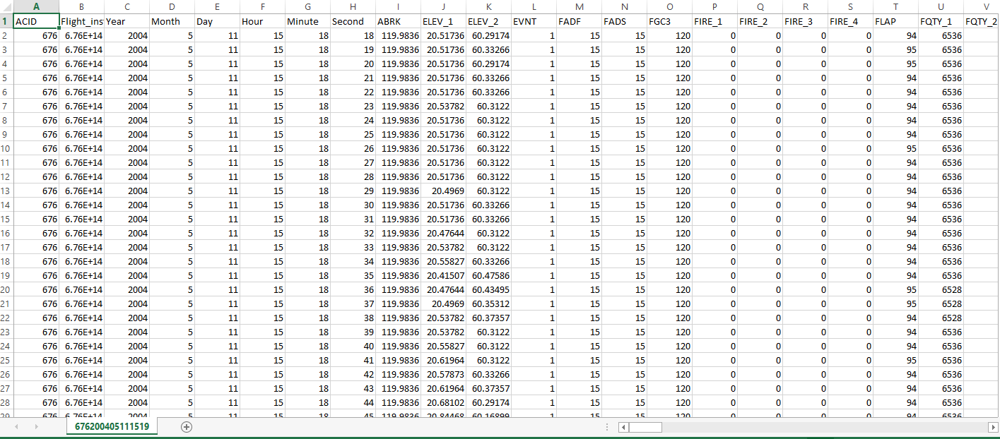 A B C D E F G H I J K L M N O P Q R S T U V
1 ACID Flight_ins Year Month Day Hour Minute Second ABRK ELEV_1 ELEV_2 EVNT FADF FADS FGC3 FIRE_1 FIRE_2 FIRE_3 FIRE_4 FLAP FQTY_1 FQTY_2
2 676 6.76E+14 2004 5 11 15 18 18 119.9836 20.51736 60.29174 1 15 15 120 0 0 0 0 94 6536
3 676 6.76E+14 2004 5 11 15 18 19 119.9836 20.51736 60.33266 1 15 15 120 0 0 0 0 95 6536
4 676 6.76E+14 2004 5 11 15 18 20 119.9836 20.51736 60.29174 1 15 15 120 0 0 0 0 95 6536
5 676 6.76E+14 2004 5 11 15 18 21 119.9836 20.51736 60.33266 1 15 15 120 0 0 0 0 94 6536
6 676 6.76E+14 2004 5 11 15 18 22 119.9836 20.51736 60.33266 1 15 15 120 0 0 0 0 94 6536
7 676 6.76E+14 2004 5 11 15 18 23 119.9836 20.53782 60.3122 1 15 15 120 0 0 0 0 94 6536
8 676 6.76E+14 2004 5 11 15 18 24 119.9836 20.51736 60.3122 1 15 15 120 0 0 0 0 94 6536
9 676 6.76E+14 2004 5 11 15 18 25 119.9836 20.51736 60.3122 1 15 15 120 0 0 0 0 94 6536
10 676 6.76E+14 2004 5 11 15 18 26 119.9836 20.51736 60.3122 1 15 15 120 0 0 0 0 95 6536
11 676 6.76E+14 2004 5 11 15 18 27 119.9836 20.51736 60.3122 1 15 15 120 0 0 0 0 94 6536
12 676 6.76E+14 2004 5 11 15 18 28 119.9836 20.51736 60.3122 1 15 15 120 0 0 0 0 94 6536
13 676 6.76E+14 2004 5 11 15 18 29 119.9836 20.4969 60.3122 1 15 15 120 0 0 0 0 94 6536
14 676 6.76E+14 2004 5 11 15 18 30 119.9836 20.51736 60.33266 1 15 15 120 0 0 0 0 94 6536
15 676 6.76E+14 2004 5 11 15 18 31 119.9836 20.51736 60.33266 1 15 15 120 0 0 0 0 94 6536
16 676 6.76E+14 2004 5 11 15 18 32 119.9836 20.47644 60.3122 1 15 15 120 0 0 0 0 94 6536
17 676 6.76E+14 2004 5 11 15 18 33 119.9836 20.53782 60.3122 1 15 15 120 0 0 0 0 94 6536
18 676 6.76E+14 2004 5 11 15 18 34 119.9836 20.55827 60.33266 1 15 15 120 0 0 0 0 94 6536
19 676 6.76E+14 2004 5 11 15 18 35 119.9836 20.41507 60.47586 1 15 15 120 0 0 0 0 94 6536
20 676 6.76E+14 2004 5 11 15 18 36 119.9836 20.47644 60.43495 1 15 15 120 0 0 0 0 95 6528
21 676 6.76E+14 2004 5 11 15 18 37 119.9836 20.4969 60.35312 1 15 15 120 0 0 0 0 95 6528
22 676 6.76E+14 2004 5 11 15 18 38 119.9836 20.53782 60.37357 1 15 15 120 0 0 0 0 94 6528
23 676 6.76E+14 2004 5 11 15 18 39 119.9836 20.53782 60.3122 1 15 15 120 0 0 0 0 94 6536
24 676 6.76E+14 2004 5 11 15 18 40 119.9836 20.55827 60.3122 1 15 15 120 0 0 0 0 94 6536
25 676 6.76E+14 2004 5 11 15 18 41 119.9836 20.61964 60.3122 1 15 15 120 0 0 0 0 95 6536
26 676 6.76E+14 2004 5 11 15 18 42 119.9836 20.57873 60.33266 1 15 15 120 0 0 0 0 94 6536
27 676 6.76E+14 2004 5 11 15 18 43 119.9836 20.61964 60.37357 1 15 15 120 0 0 0 0 94 6536
28 676 6.76E+14 2004 5 11 15 18 44 119.9836 20.68102 60.29174 1 15 15 120 0 0 0 0 94 6536
29 676 6.76E+14 2004 5 11 15 18 45 119.9836 20.84468 60.16899 1 15 15 120 0 0 0 0 94 6536
676200405111519